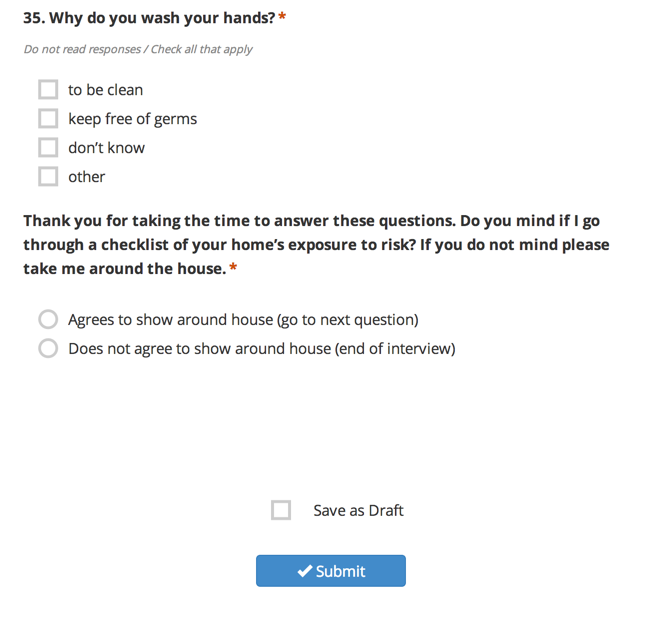 35. Why do you wash your hands? *
Do not read responses / Check all that apply
to be clean
keep free of germs
don't know
other
Thank you for taking the time to answer these questions. Do you mind if I go
through a checklist of your home's exposure to risk? If you do not mind please
take me around the house. *
Agrees to show around house (go to next question)
Does not agree to show around house (end of interview)
Save as Draft
Submit